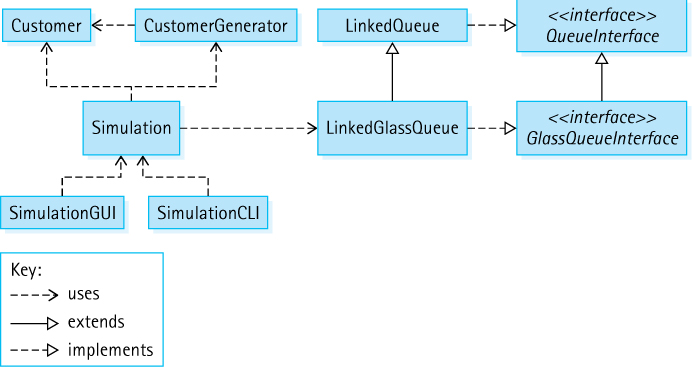 Customer
CustomerGenerator
LinkedQueue
<<interface>>
QueueInterface
Simulation
LinkedGlassQueue
<<interface>>
GlassQueueInterface
SimulationGUI
SimulationCLI
Key:
uses
extends
implements